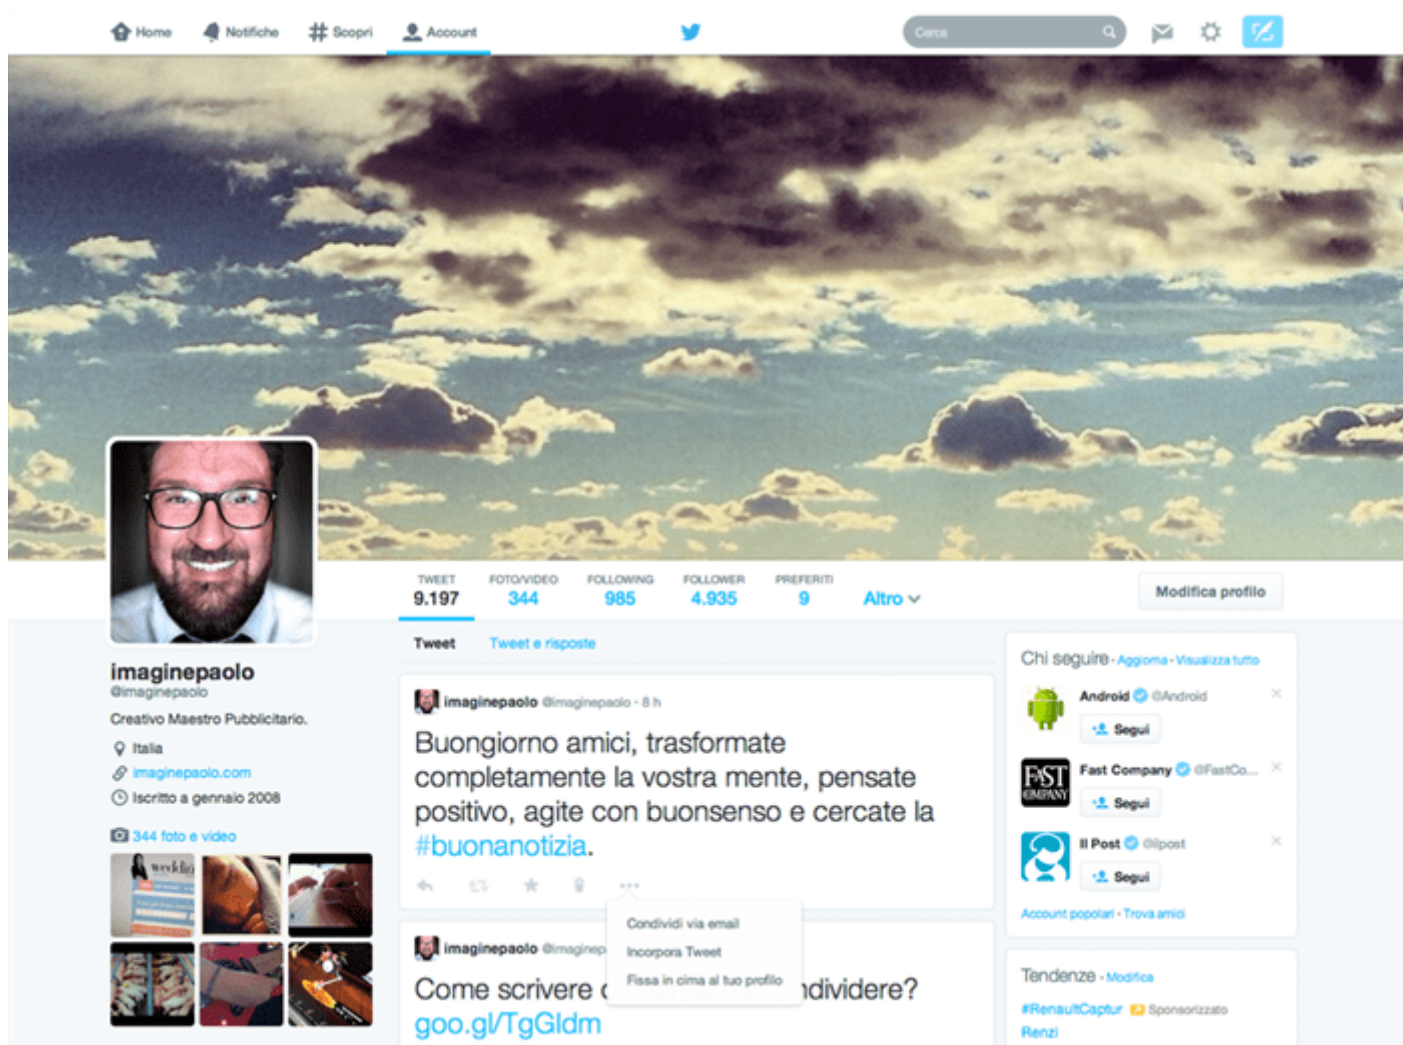 Home Notifiche Scopri Account Cerca
TWEET FOTO/VIDEO FOLLOWING FOLLOWER PREFERITI
9.197 344 985 4.935 9 Altro Modifica profilo
Tweet Tweet e risposte
imaginepaolo
@imaginepaolo
Creativo Maestro Pubblicitario.
Italia
imaginepaolo.com
Iscritto a gennaio 2008
344 foto e video
weddin
imaginepaolo @imaginepaolo · 8 h
Buongiorno amici, trasformate
completamente la vostra mente, pensate
positivo, agite con buonsenso e cercate la
#buonanotizia.
Condividi via email
Incorpora Tweet
Fissa in cima al tuo profilo
imaginepaolo @imaginep
Come scrivere ndividere?
goo.gl/TgGldm
Chi seguire · Aggiorna · Visualizza tutto
Android @Android
Segui
FAST COMPANY
Fast Company @FastCo...
Segui
Il Post @ilpost
Segui
Account popolari · Trova amici
Tendenze · Modifica
#RenaultCaptur Sponsorizzato
Renzi